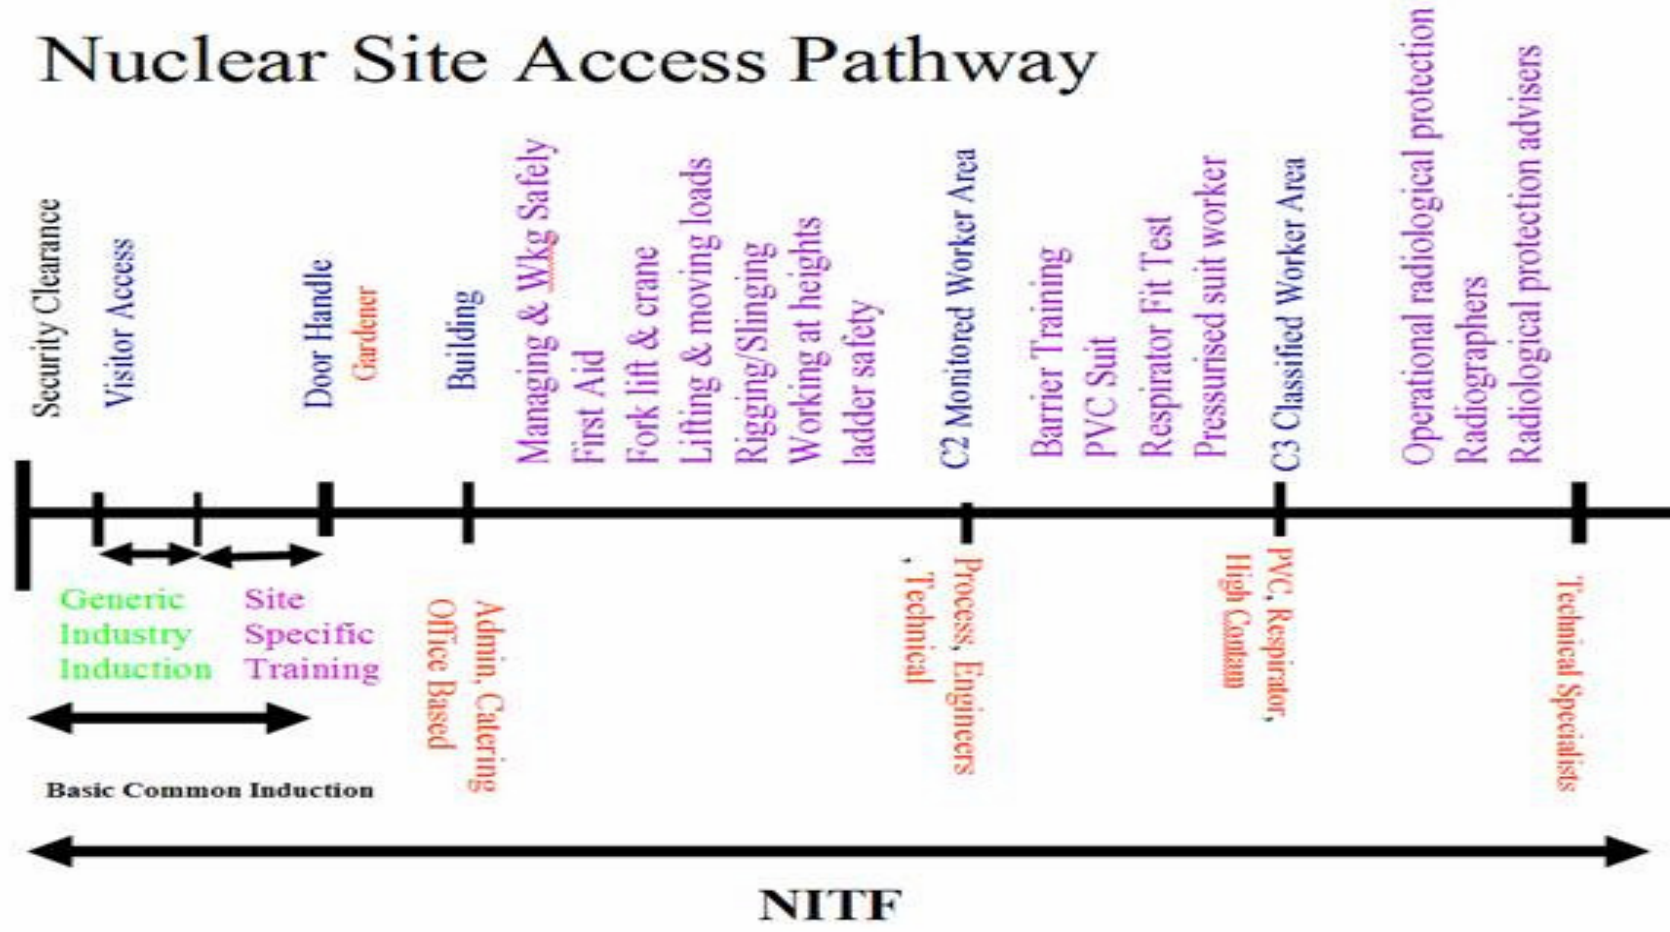 Nuclear Site Access Pathway
Security Clearance
Visitor Access
Door Handle
Gardener
Building
Managing & Wkg Safely
First Aid
Fork lift & crane
Lifting & moving loads
Rigging/Slinging
Working at heights
ladder safety
C2 Monitored Worker Area
Barrier Training
PVC Suit
Respirator Fit Test
Pressurised suit worker
C3 Classified Worker Area
Operational radiological protection
Radiographers
Radiological protection advisers
Generic
Industry
Induction
Site
Specific
Training
Admin, Catering
Office Based
Process, Engineers
, Technical
PVC, Respirator,
High Contam
Technical Specialists
Basic Common Induction
NITF